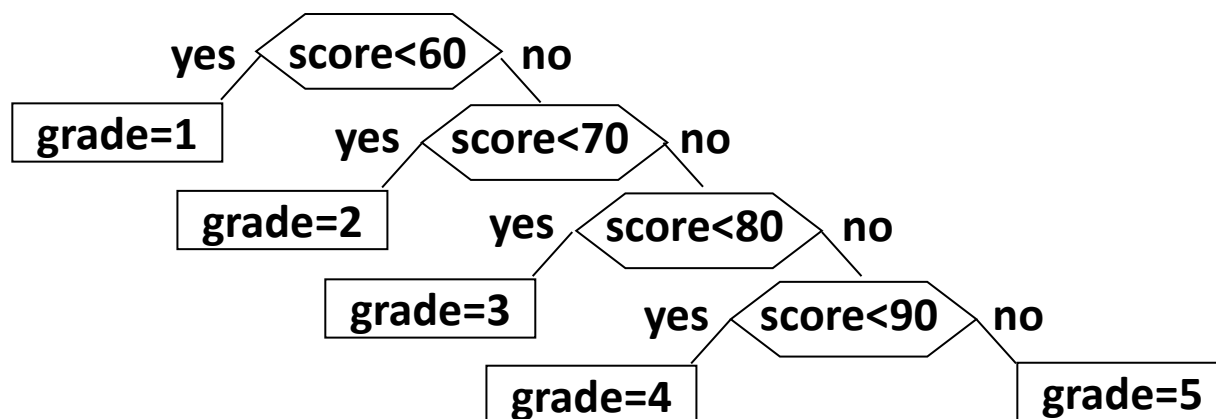 yes score<60 no
grade=1 yes score<70 no
grade=2 yes score<80 no
grade=3 yes score<90 no
grade=4 grade=5